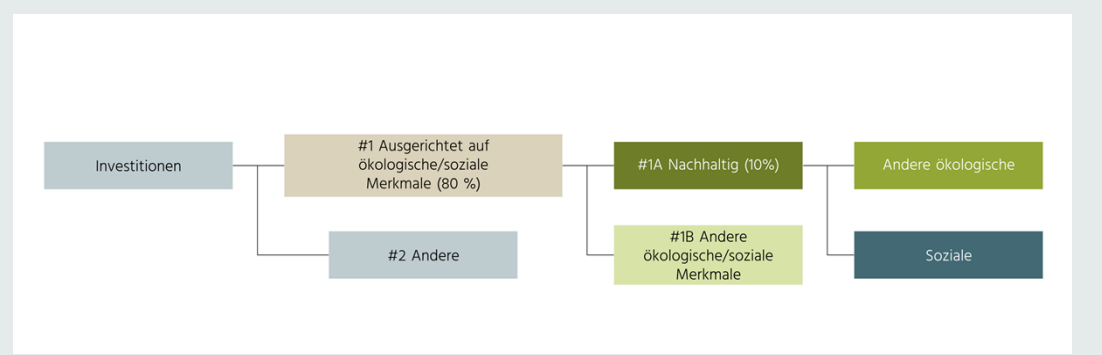 Investitionen
#1 Ausgerichtet auf
ökologische/soziale
Merkmale (80 %)
#1A Nachhaltig (10%)
Andere ökologische
#2 Andere
#1B Andere
ökologische/soziale
Merkmale
Soziale